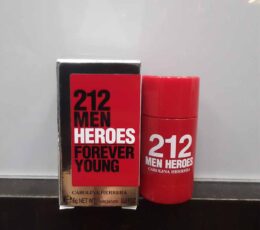 212
MEN
HEROES
FOREVER
YOUNG
CAROLINA HERRERA
212
MEN HEROES
CAROLINA HERRERA